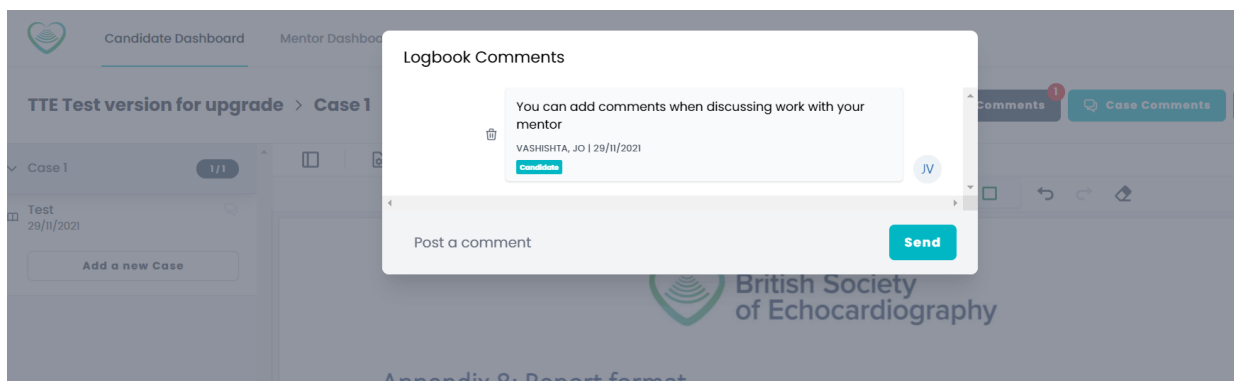 Candidate Dashboard
Mentor Dashboo
TTE Test version for upgrade > Case 1
Comments
1
Case Comments
Case 1
1/1
Test
29/11/2021
Add a new Case
Logbook Comments
You can add comments when discussing work with your
mentor
VASHISHTA, JO | 29/11/2021
Candidate
JV
Post a comment
Send
British Society
of Echocardiography
Appendix 8: Report format